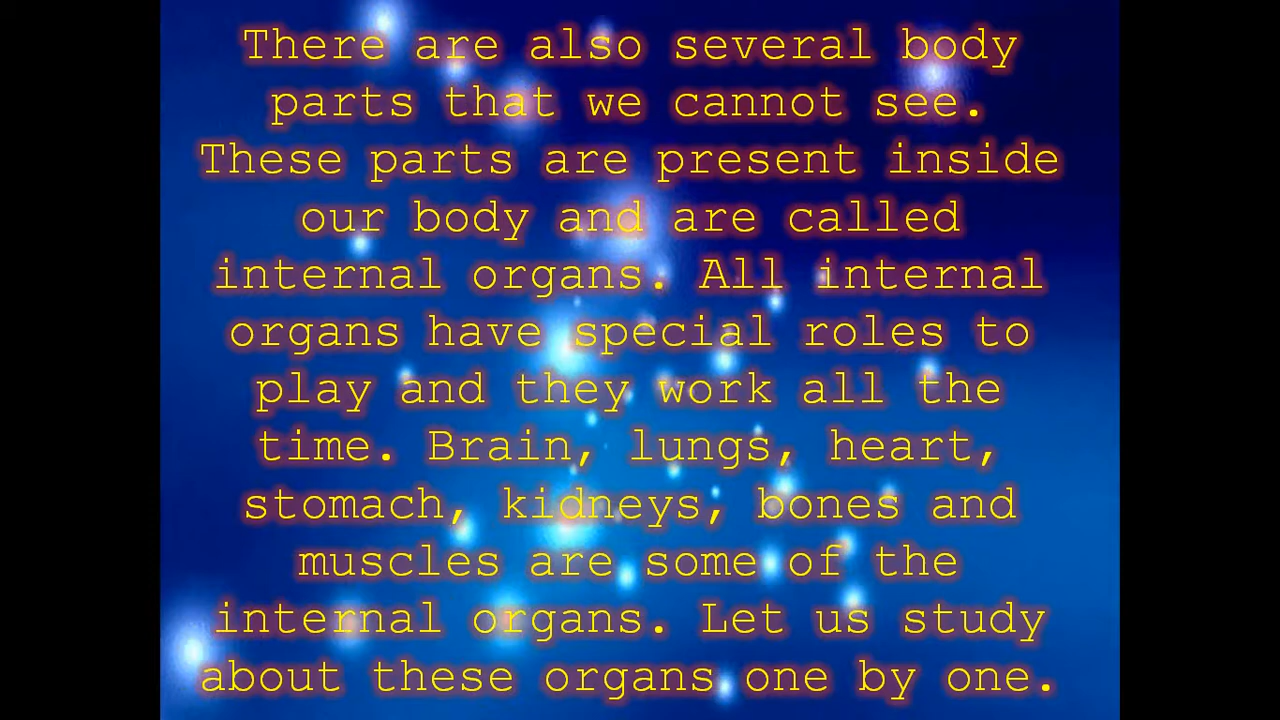 There are also several body
parts that we cannot see.
These parts are present inside
our body and are called
internal organs. All internal
organs have special roles to
play and they work all the
time. Brain, lungs, heart,
stomach, kidneys, bones and
muscles are some of the
internal organs. Let us study
about these organs one by one.